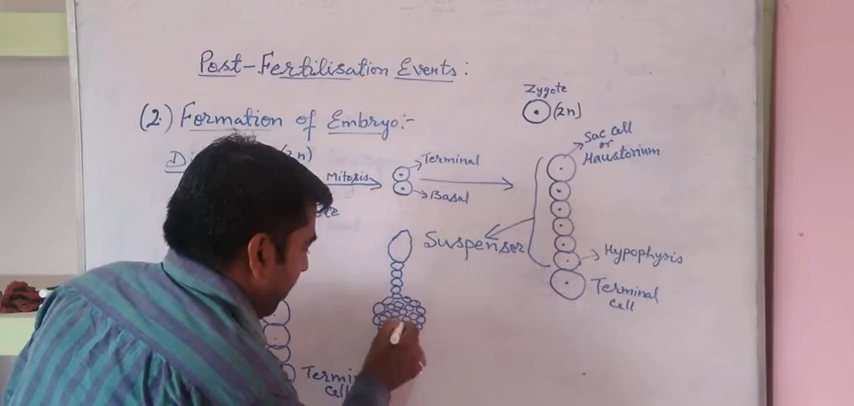 Post-Fertilisation Events:
Zygote
(2n)
(2.) Formation of Embryo:-
Sac cell
or
Haustorium
Terminal
Mitosis
Basal
Suspensor
Hypophysis
Terminal
cell